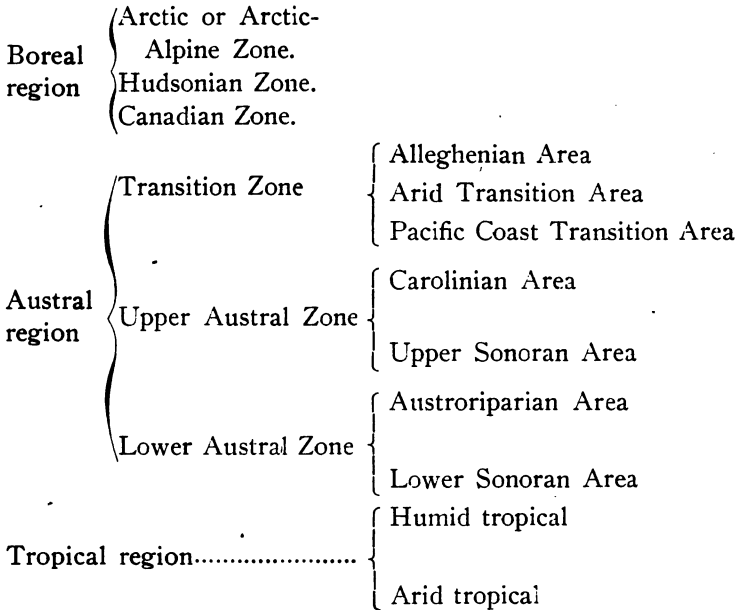 Arctic or Arctic-
Alpine Zone.
Boreal
region
Hudsonian Zone.
Canadian Zone.
Alleghenian Area
Transition Zone
Arid Transition Area
Pacific Coast Transition Area
Austral
region
Carolinian Area
Upper Austral Zone
Upper Sonoran Area
Austroriparian Area
Lower Austral Zone
Lower Sonoran Area
Humid tropical
Tropical region.......................
Arid tropical